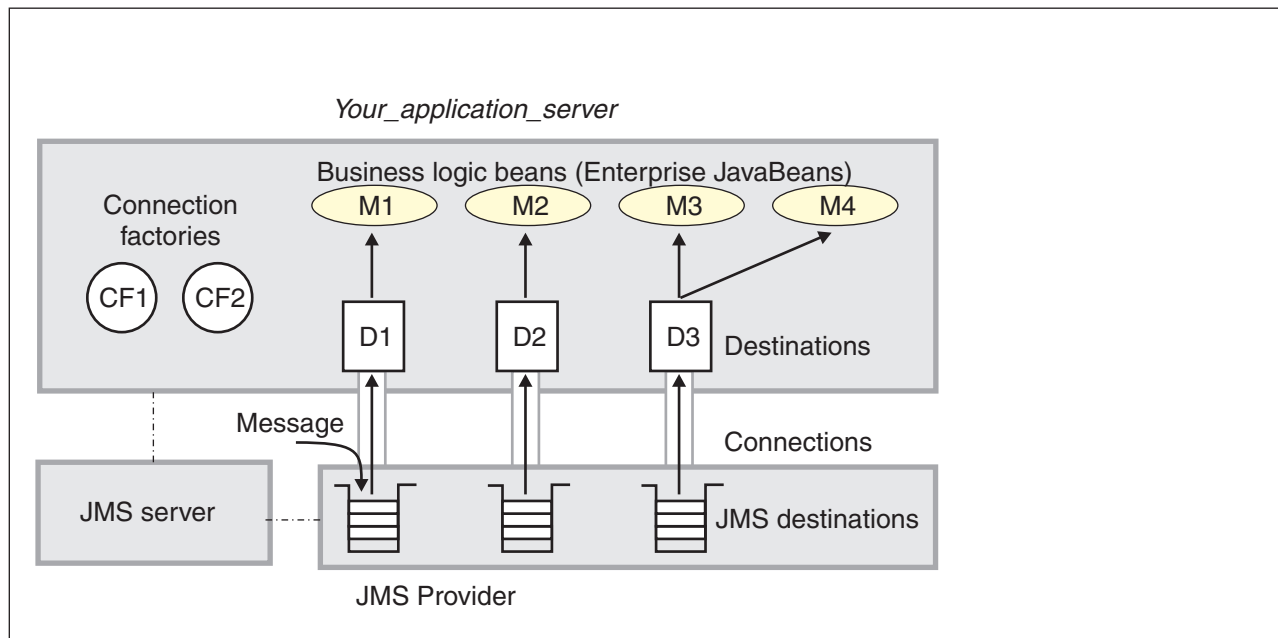 Your_application_server
Business logic beans (Enterprise JavaBeans)
M1 M2 M3 M4
Connection
factories
CF1 CF2
D1 D2 D3
Destinations
Message
Connections
JMS server
JMS destinations
JMS Provider